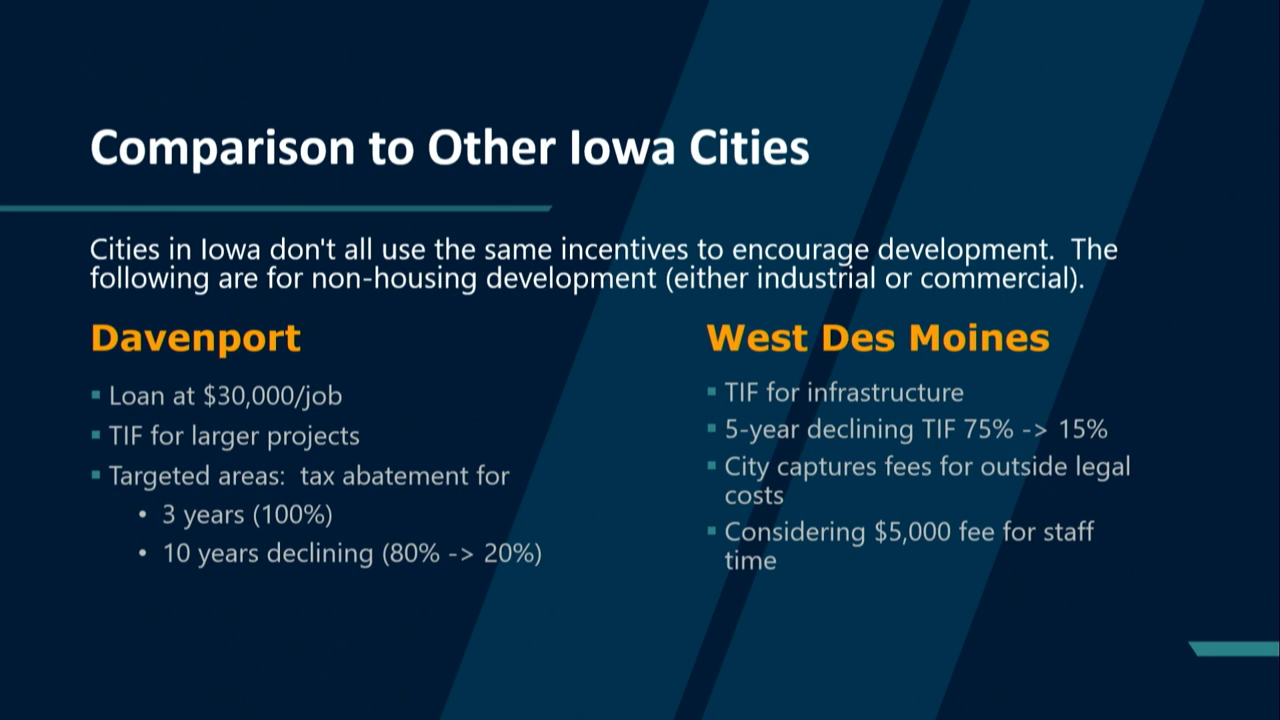 Comparison to Other Iowa Cities
Cities in Iowa don't all use the same incentives to encourage development.  The
following are for non-housing development (either industrial or commercial).
Davenport
▪ Loan at $30,000/job
▪ TIF for larger projects
▪ Targeted areas:  tax abatement for
• 3 years (100%)
• 10 years declining (80% -> 20%)
West Des Moines
▪ TIF for infrastructure
▪ 5-year declining TIF 75% -> 15%
▪ City captures fees for outside legal
costs
▪ Considering $5,000 fee for staff
time